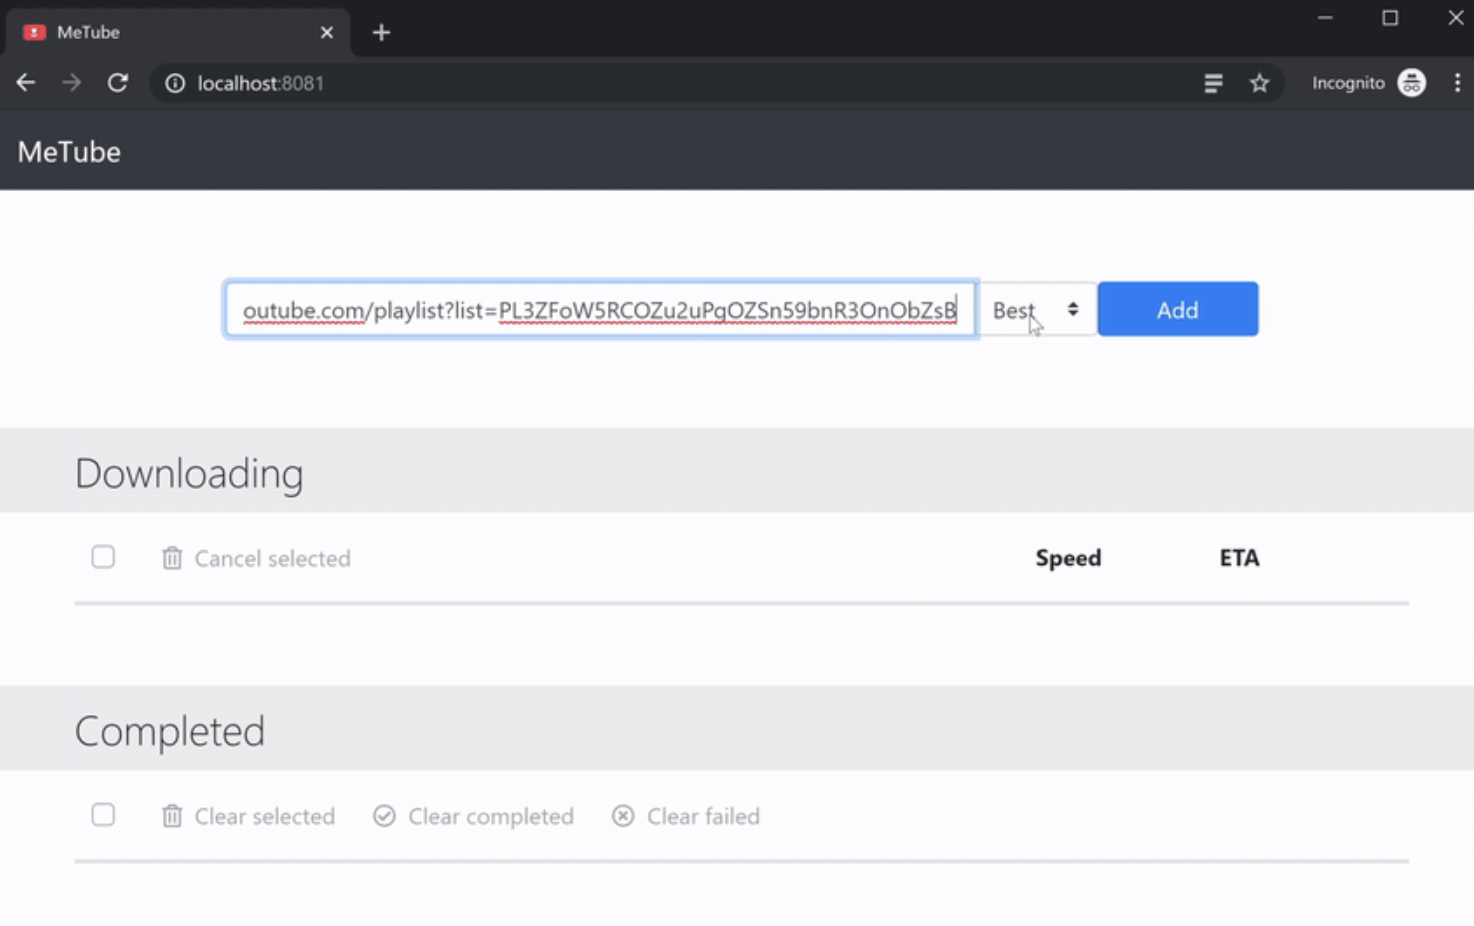 MeTube
localhost:8081
Incognito
MeTube
outube.com/playlist?list=PL3ZFoW5RCOZu2uPgOZSn59bnR3OnObZsB
Best
Add
Downloading
Cancel selected Speed ETA
Completed
Clear selected Clear completed Clear failed